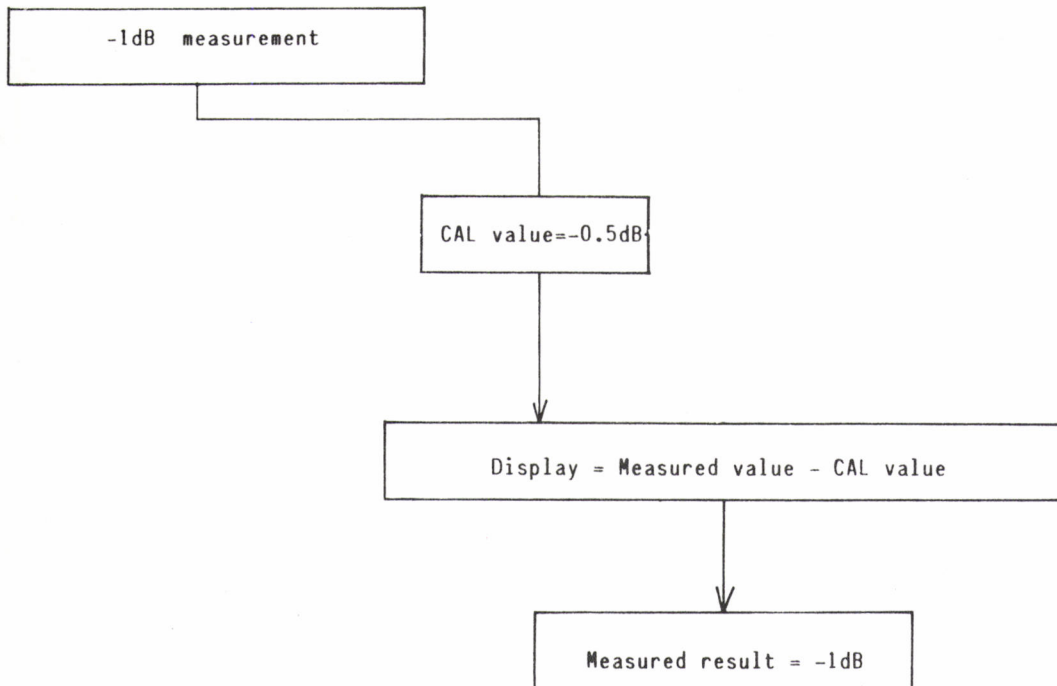 -1dB measurement
CAL value=-0.5dB
Display = Measured value - CAL value
Measured result = -1dB